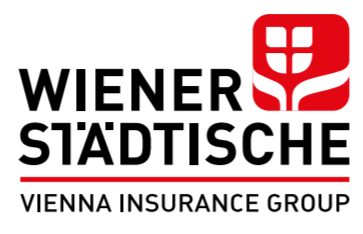 WIENER
STÄDTISCHE
VIENNA INSURANCE GROUP